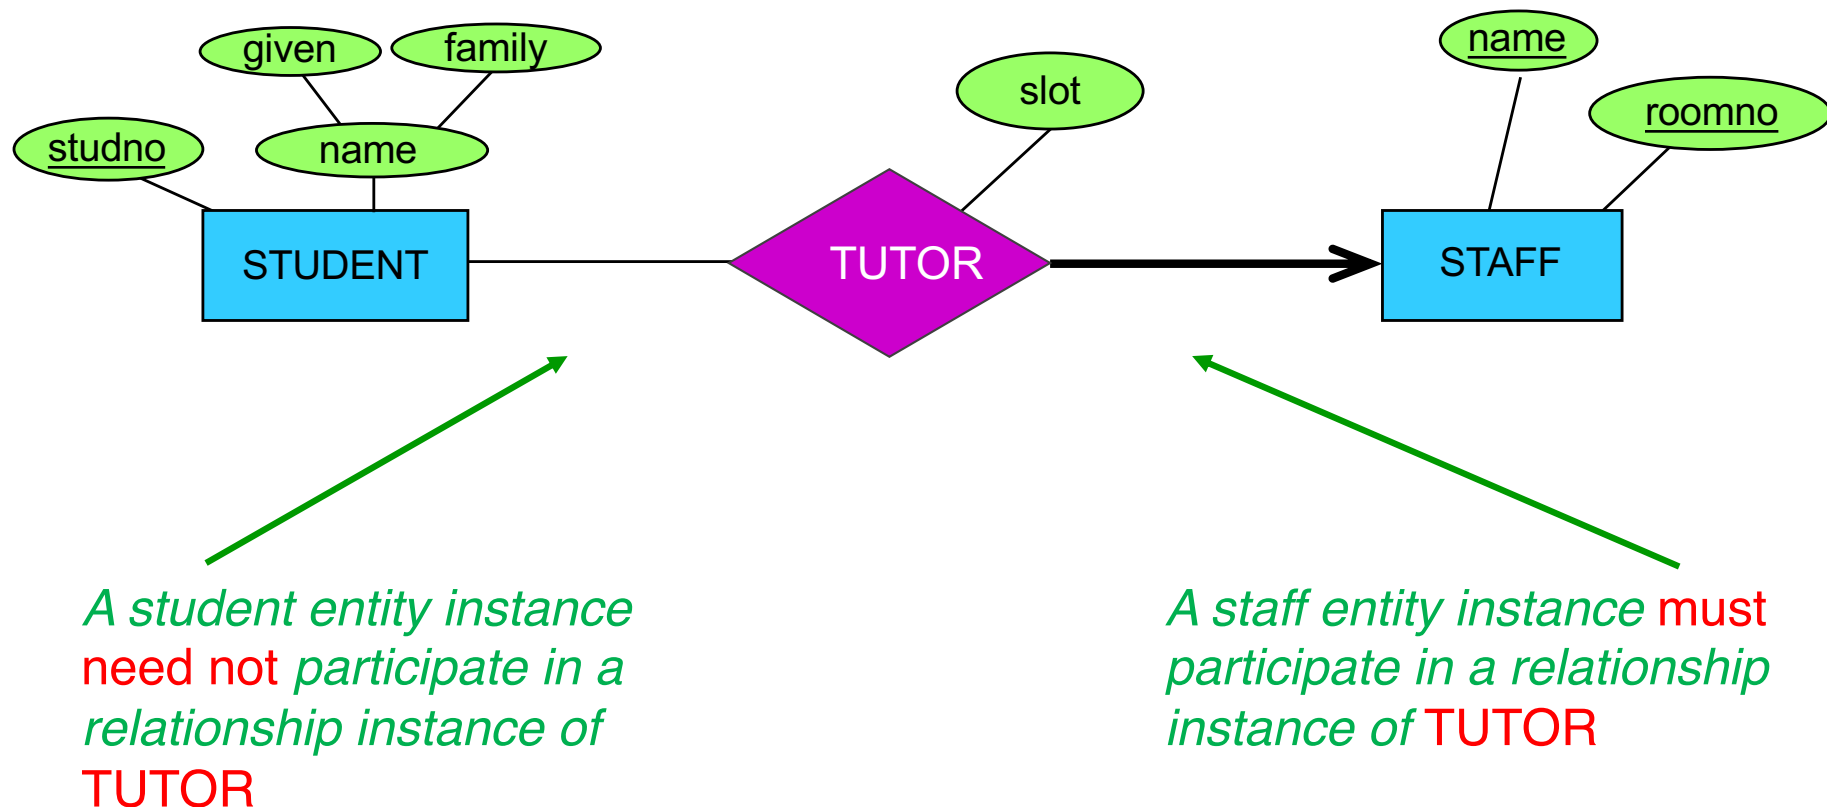 given
family
name
slot
roomno
studno
name
STUDENT
TUTOR
STAFF
A student entity instance
need not participate in a
relationship instance of
TUTOR
A staff entity instance must
participate in a relationship
instance of TUTOR